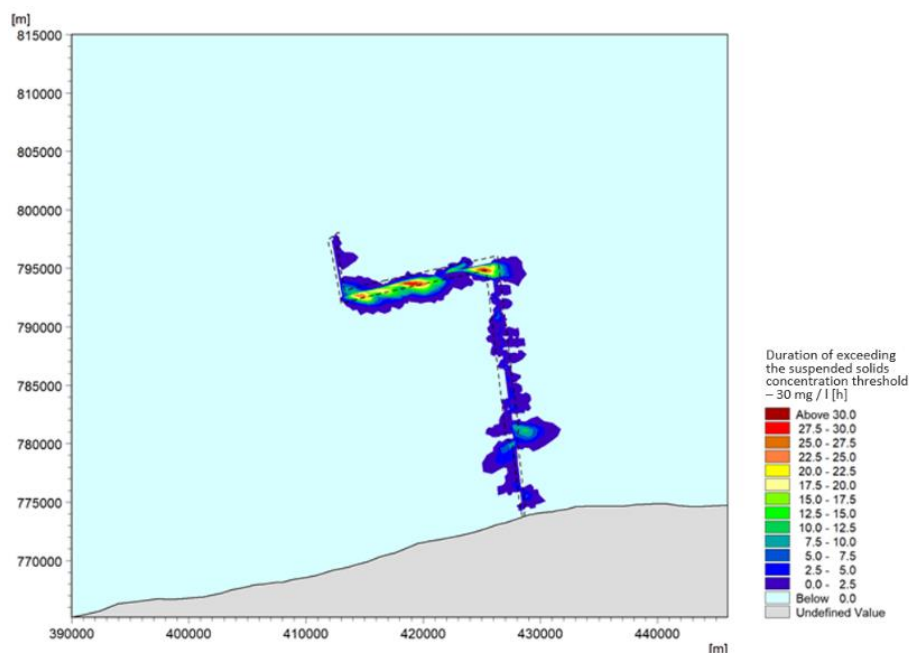 [m]
815000
810000
805000
800000
795000
790000
785000
780000
775000
770000
390000
400000
410000
420000
430000
440000
[m]
Duration of exceeding
the suspended solids
concentration threshold
– 30 mg / l [h]
Above 30.0
27.5 - 30.0
25.0 - 27.5
22.5 - 25.0
20.0 - 22.5
17.5 - 20.0
15.0 - 17.5
12.5 - 15.0
10.0 - 12.5
7.5 - 10.0
5.0 - 7.5
2.5 - 5.0
0.0 - 2.5
Below 0.0
Undefined Value